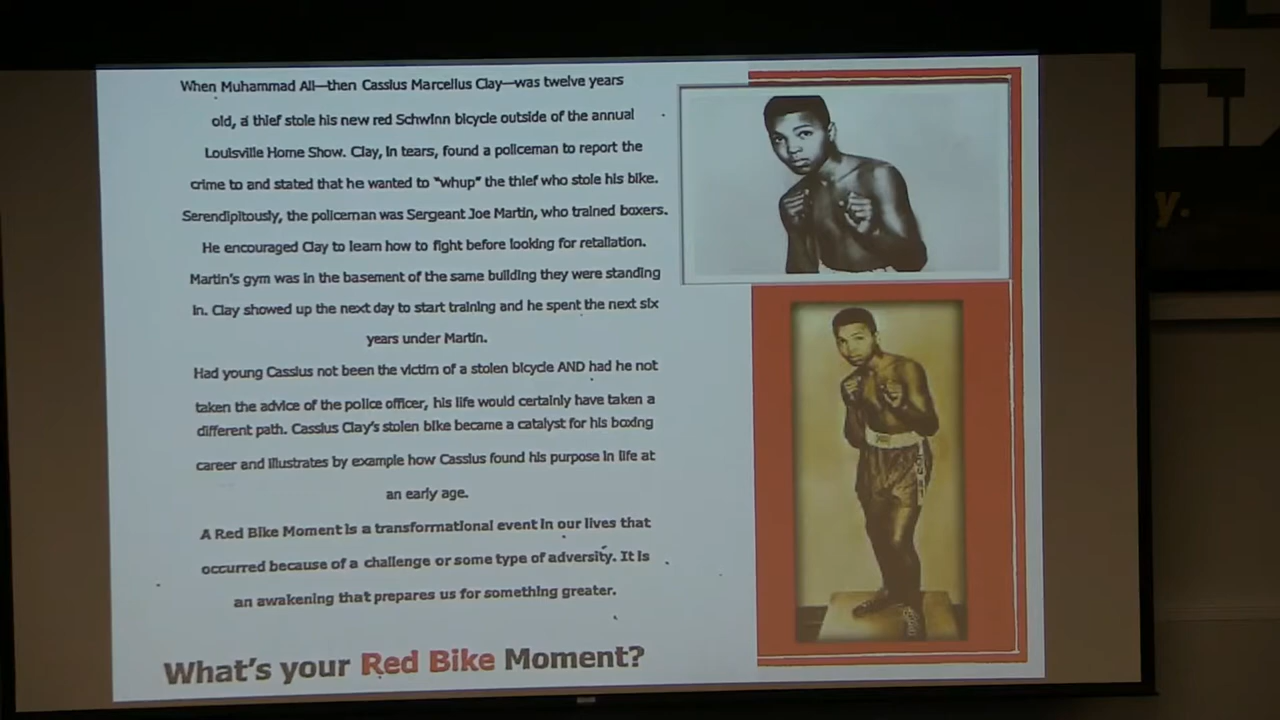 When Muhammad Ali—then Cassius Marcellus Clay—was twelve years
old, a thief stole his new red Schwinn bicycle outside of the annual
Louisville Home Show. Clay, in tears, found a policeman to report the
crime to and stated that he wanted to "whup" the thief who stole his bike.
Serendipitously, the policeman was Sergeant Joe Martin, who trained boxers.
He encouraged Clay to learn how to fight before looking for retaliation.
Martin's gym was in the basement of the same building they were standing
in. Clay showed up the next day to start training and he spent the next six
years under Martin.
Had young Cassius not been the victim of a stolen bicycle AND had he not
taken the advice of the police officer, his life would certainly have taken a
different path. Cassius Clay's stolen bike became a catalyst for his boxing
career and illustrates by example how Cassius found his purpose in life at
an early age.
A Red Bike Moment is a transformational event in our lives that
occurred because of a challenge or some type of adversity. It is
an awakening that prepares us for something greater.
What's your Red Bike Moment?
y.